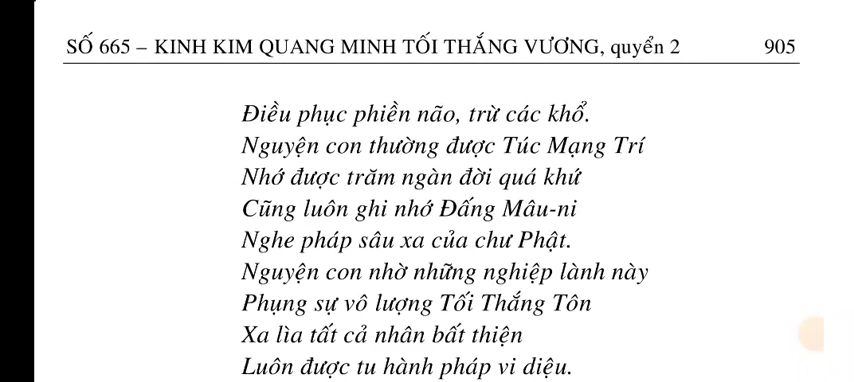 SỐ 665 – KINH KIM QUANG MINH TỐI THẮNG VƯƠNG, quyển 2 905
Điều phục phiền não, trừ các khổ.
Nguyện con thường được Túc Mạng Trí
Nhớ được trăm ngàn đời quá khứ
Cũng luôn ghi nhớ Đấng Mâu-ni
Nghe pháp sâu xa của chư Phật.
Nguyện con nhờ những nghiệp lành này
Phụng sự vô lượng Tối Thắng Tôn
Xa lìa tất cả nhân bất thiện
Luôn được tu hành pháp vi diệu.